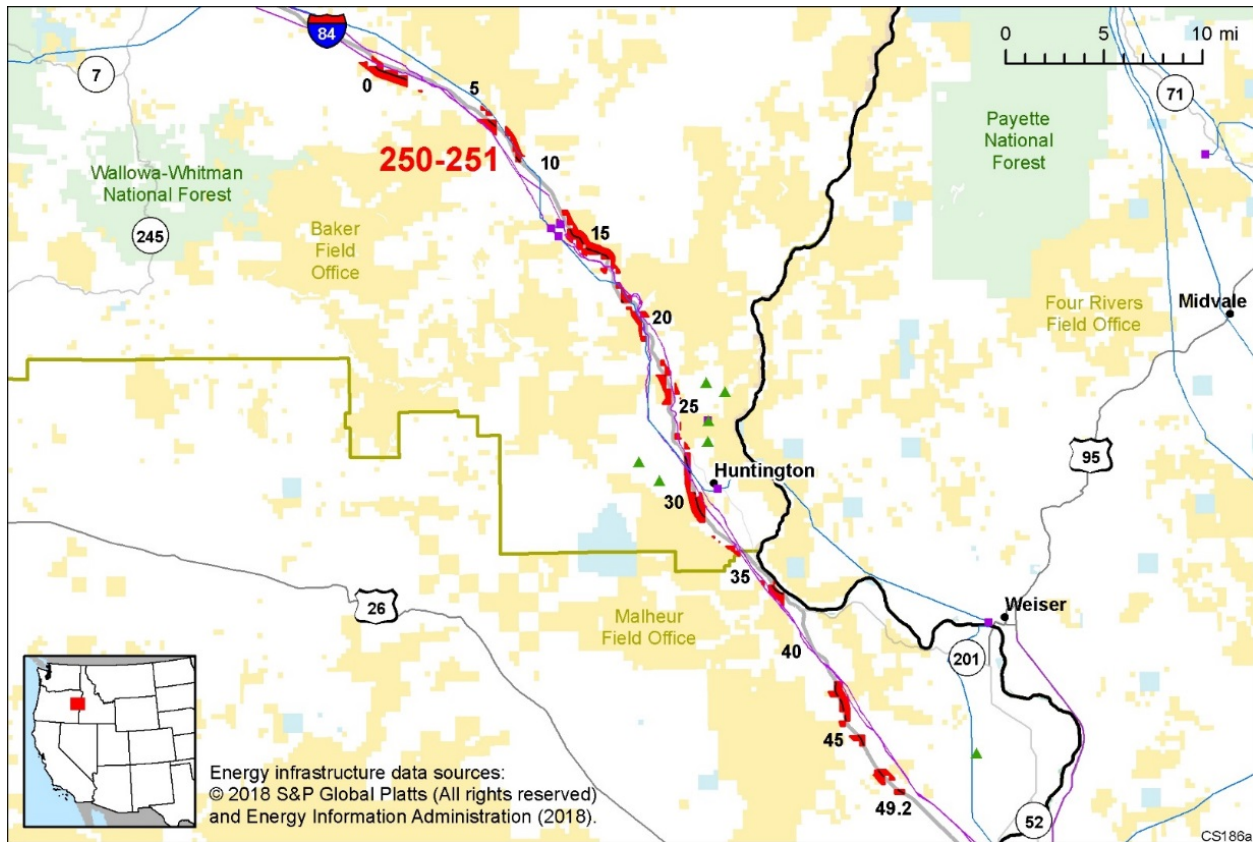 84
0
5
10 mi
7
0
5
71
Payette
National
Forest
250-251
10
Wallowa-Whitman
National Forest
245
Baker
Field
Office
15
Four Rivers
Field Office
Midvale
20
25
95
Huntington
30
35
26
Malheur
Field Office
Weiser
201
40
45
49.2
52
Energy infrastructure data sources:
© 2018 S&P Global Platts (All rights reserved)
and Energy Information Administration (2018).
CS186a